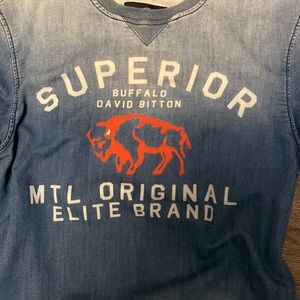 SUPERIOR
BUFFALO
DAVID BITTON
MTL ORIGINAL
ELITE BRAND